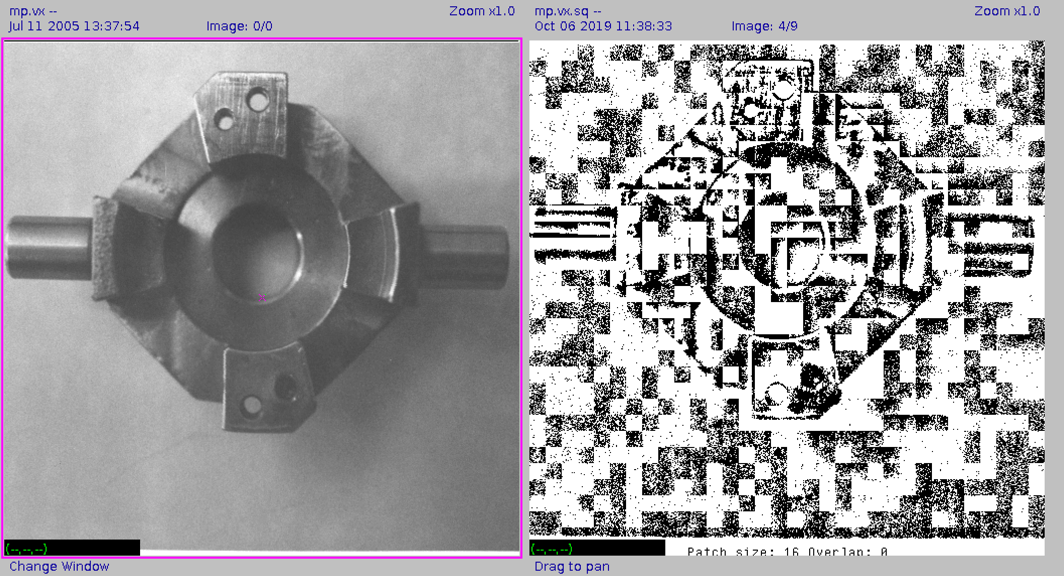 mp.vx --
Zoom x1.0
Jul 11 2005 13:37:54
Image: 0/0
(--,--,--)
Change Window
mp.vx.sq --
Zoom x1.0
Oct 06 2019 11:38:33
Image: 4/9
(--,--,--)
Patch size: 16 Overlap: 0
Drag to pan